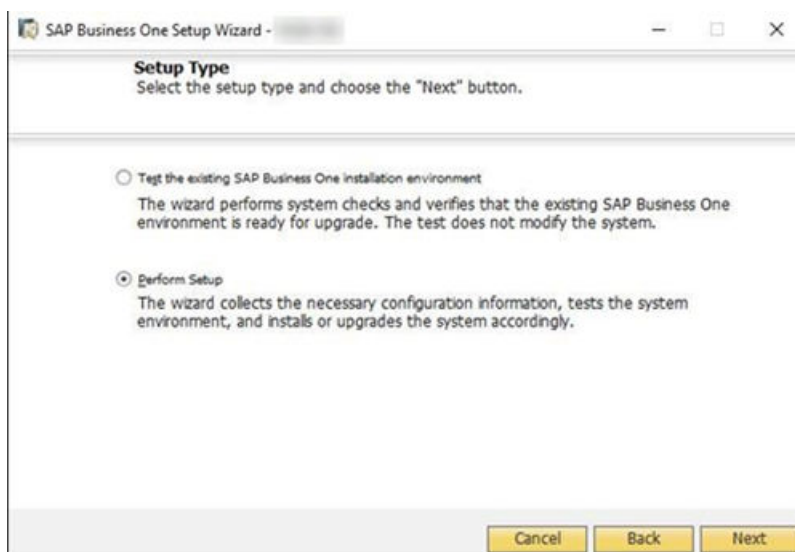 SAP Business One Setup Wizard -
Setup Type
Select the setup type and choose the "Next" button.
Test the existing SAP Business One installation environment
The wizard performs system checks and verifies that the existing SAP Business One
environment is ready for upgrade. The test does not modify the system.
Perform Setup
The wizard collects the necessary configuration information, tests the system
environment, and installs or upgrades the system accordingly.
Cancel Back Next